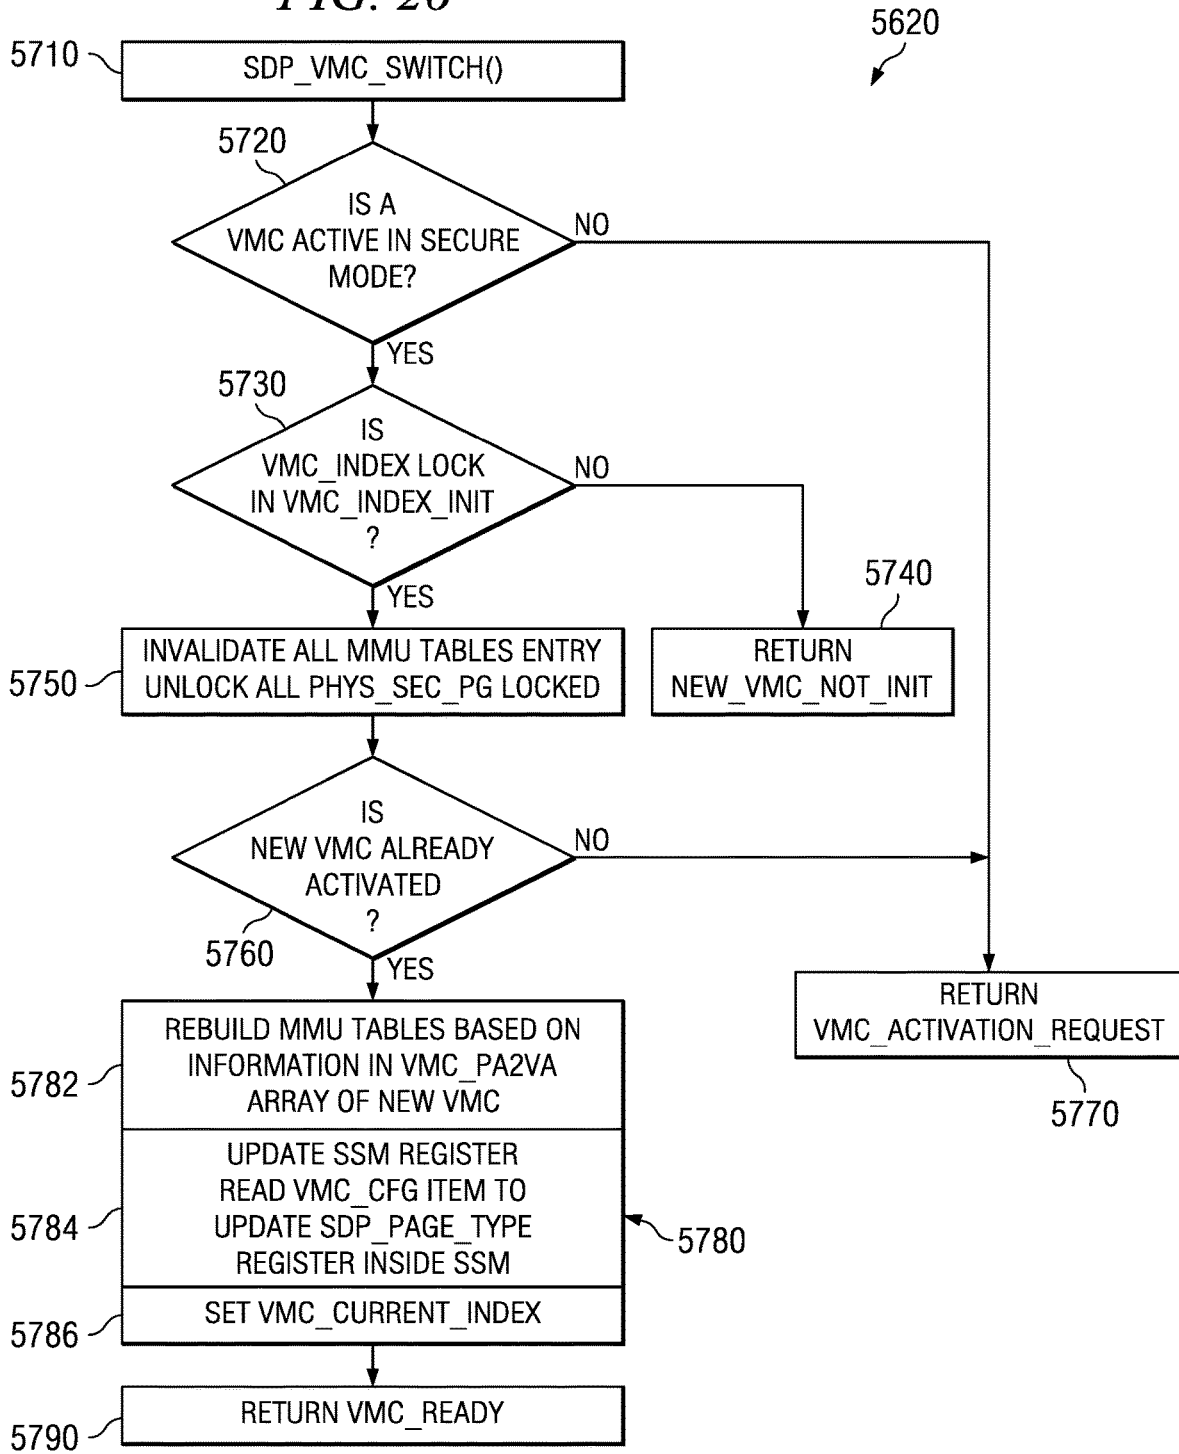 5620
5710
SDP_VMC_SWITCH()
5720
IS A
VMC ACTIVE IN SECURE
MODE?
NO
YES
5730
IS
VMC_INDEX LOCK
IN VMC_INDEX_INIT
?
NO
YES
5740
RETURN
NEW_VMC_NOT_INIT
5750
INVALIDATE ALL MMU TABLES ENTRY
UNLOCK ALL PHYS_SEC_PG LOCKED
IS
NEW VMC ALREADY
ACTIVATED
?
NO
5760
YES
RETURN
VMC_ACTIVATION_REQUEST
5770
5782
REBUILD MMU TABLES BASED ON
INFORMATION IN VMC_PA2VA
ARRAY OF NEW VMC
5784
UPDATE SSM REGISTER
READ VMC_CFG ITEM TO
UPDATE SDP_PAGE_TYPE
REGISTER INSIDE SSM
5780
5786
SET VMC_CURRENT_INDEX
5790
RETURN VMC_READY